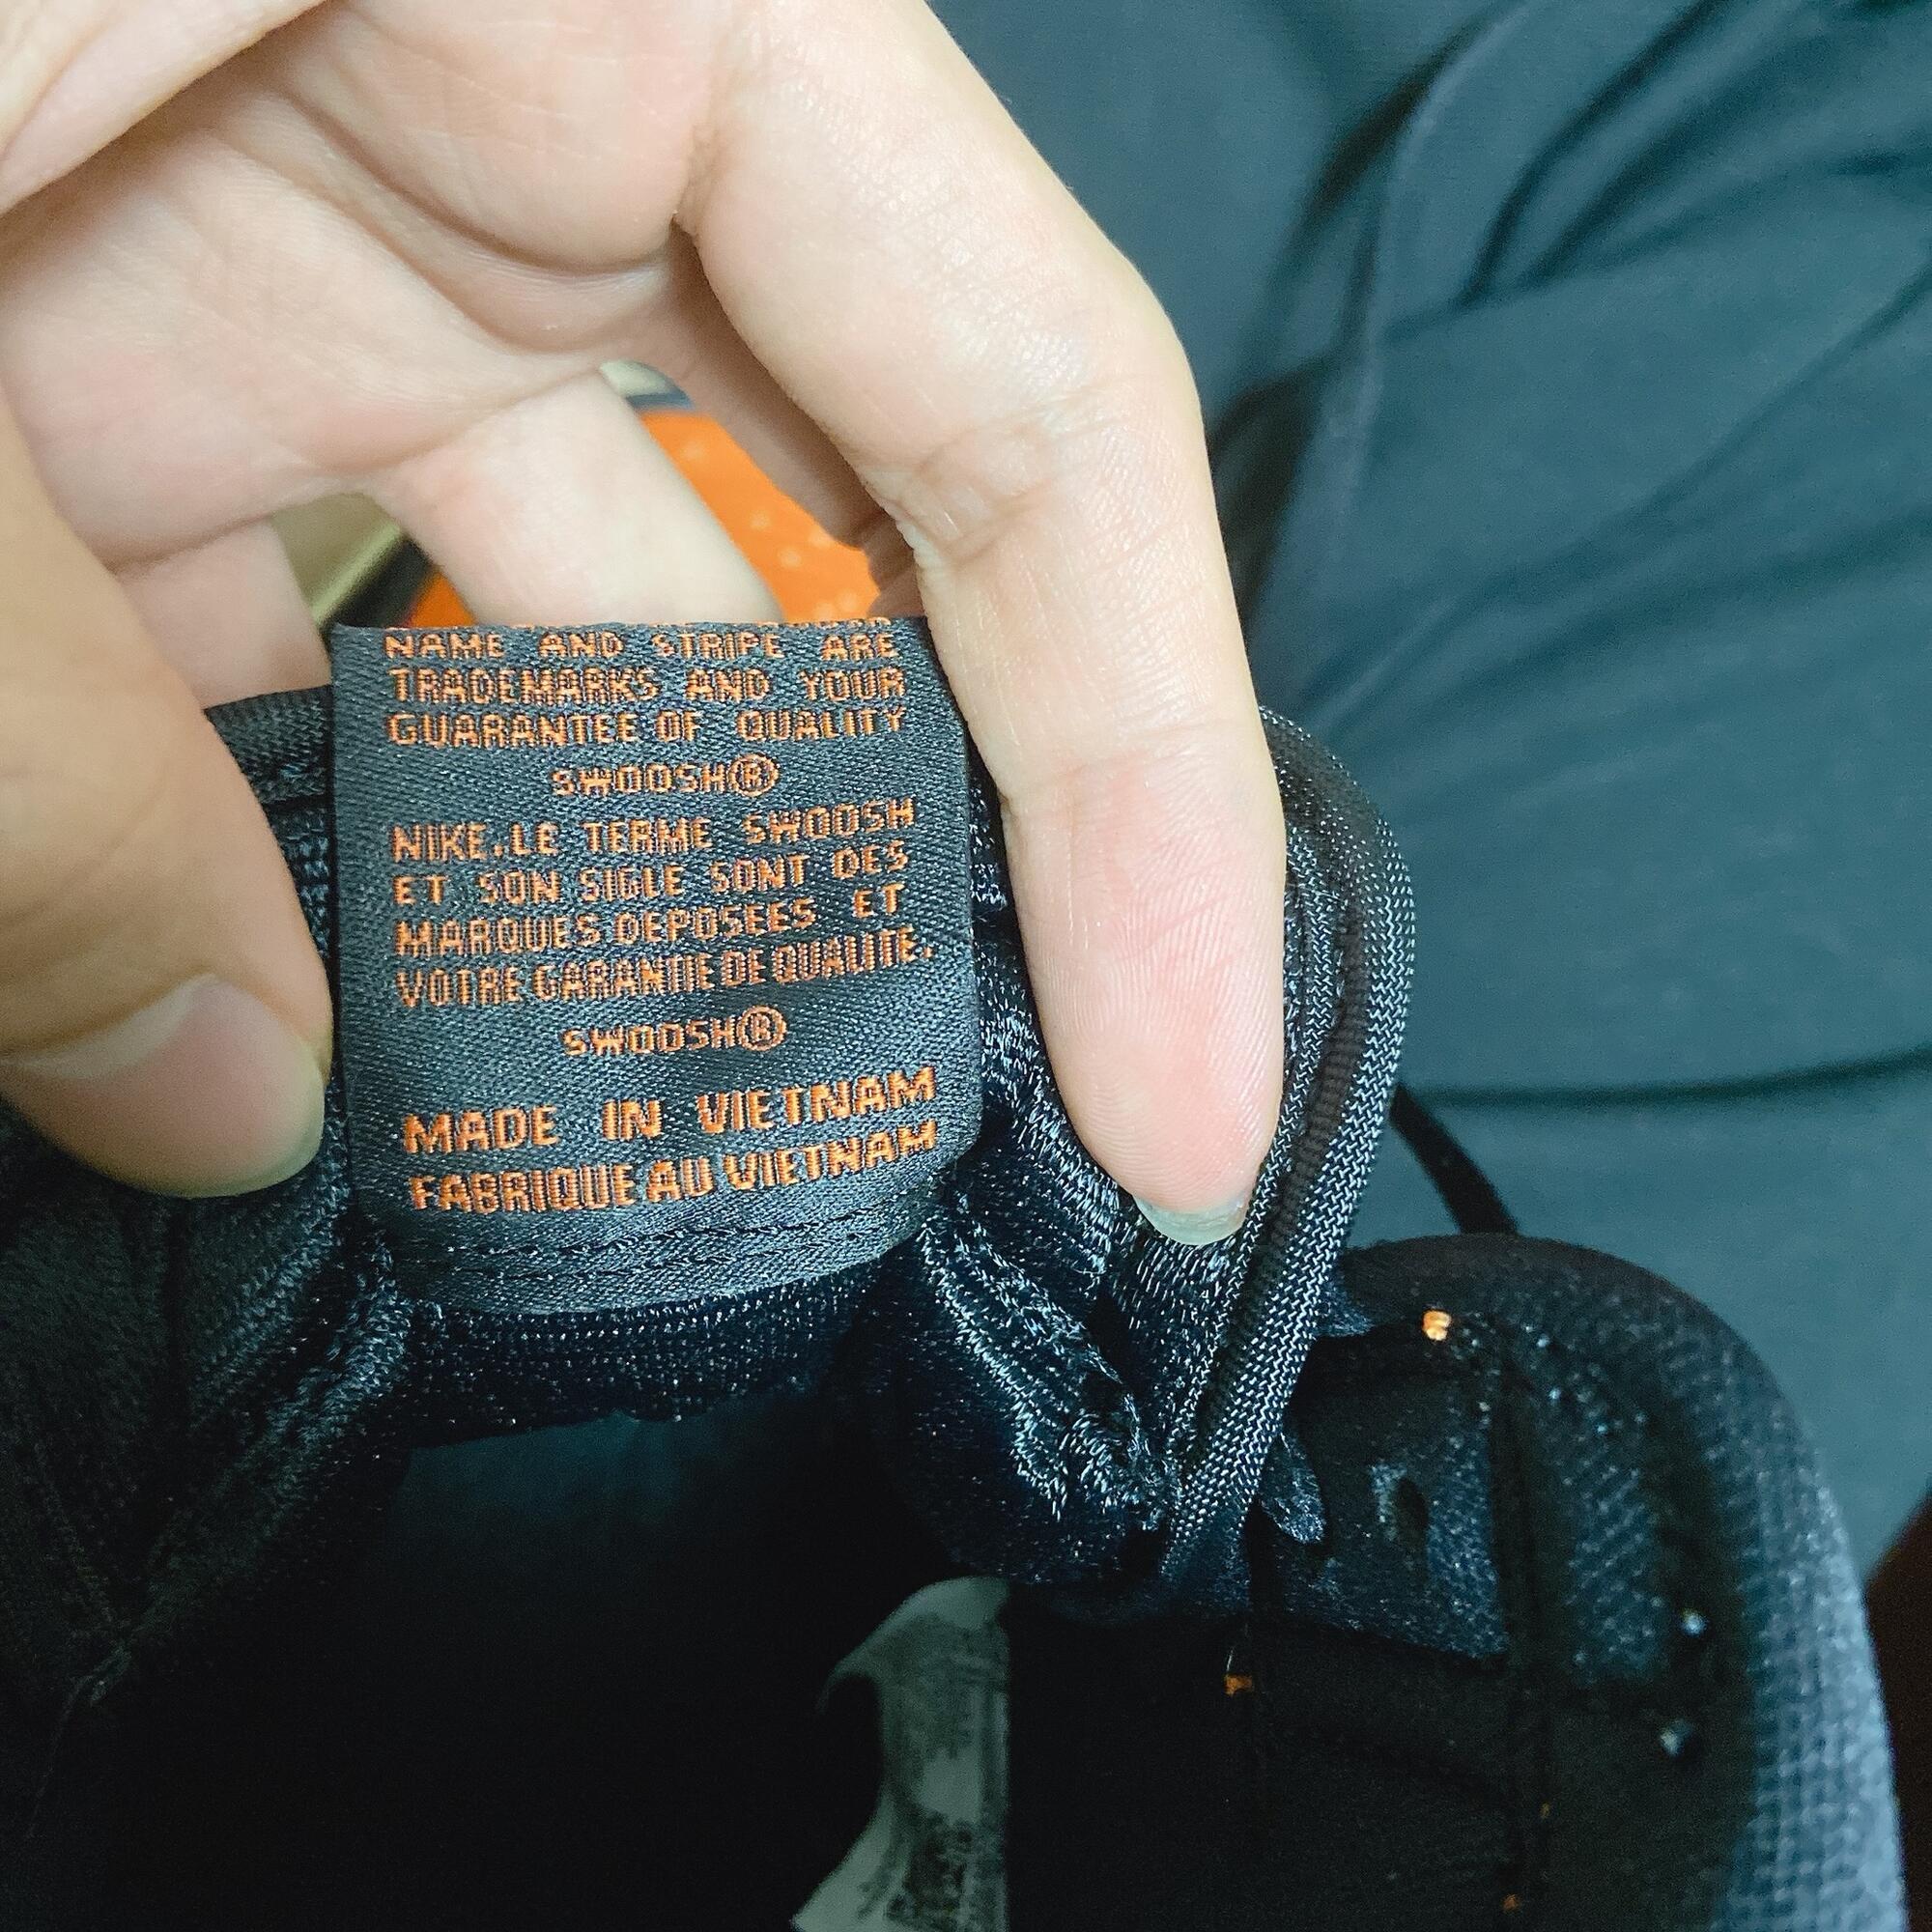 NAME AND STRIPE ARE
TRADEMARKS AND YOUR
GUARANTEE OF QUALITY
SWOOSH®
NIKE.LE TERME SWOOSH
ET SON SIGLE SONT DES
MARQUES DEPOSEES ET
VOTRE GARANTIE DE QUALITE.
SWOOSH®
MADE IN VIETNAM
FABRIQUE AU VIETNAM